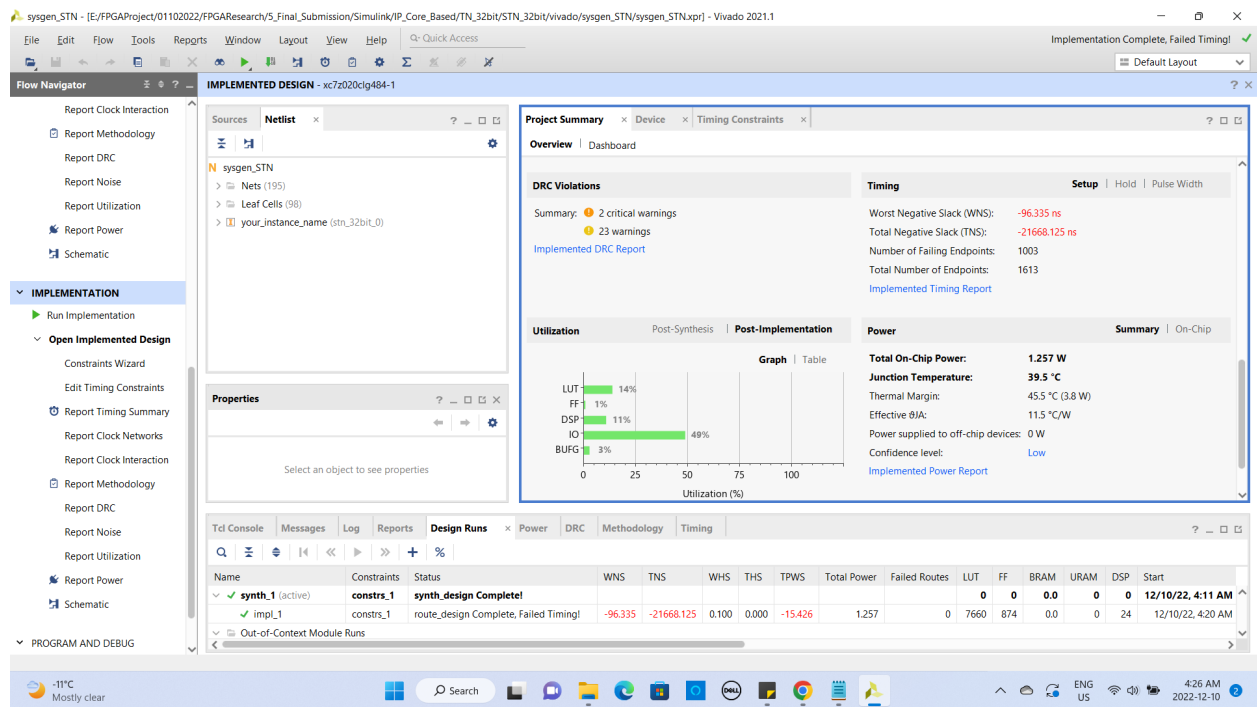 sysgen_STN - [E:/FPGAProject/01102022/FPGAResearch/5_Final_Submission/Simulink/IP_Core_Based/TN_32bit/STN_32bit/vivado/sysgen_STN/sysgen_STN.xpr] - Vivado 2021.1
File Edit Flow Tools Reports Window Layout View Help Q- Quick Access Implementation Complete, Failed Timing!
Default Layout
Flow Navigator
IMPLEMENTED DESIGN - xc7z020clg484-1
Report Clock Interaction
Report Methodology
Report DRC
Report Noise
Report Utilization
Report Power
Schematic
IMPLEMENTATION
Run Implementation
Open Implemented Design
Constraints Wizard
Edit Timing Constraints
Report Timing Summary
Report Clock Networks
Report Clock Interaction
Report Methodology
Report DRC
Report Noise
Report Utilization
Report Power
Schematic
PROGRAM AND DEBUG
Sources Netlist
N sysgen_STN
Nets (195)
Leaf Cells (98)
your_instance_name (stn_32bit_0)
Properties
Select an object to see properties
Project Summary Device Timing Constraints
Overview Dashboard
DRC Violations
Summary: 2 critical warnings
23 warnings
Implemented DRC Report
Timing Setup Hold Pulse Width
Worst Negative Slack (WNS): -96.335 ns
Total Negative Slack (TNS): -21668.125 ns
Number of Failing Endpoints: 1003
Total Number of Endpoints: 1613
Implemented Timing Report
Utilization Post-Synthesis Post-Implementation
Graph Table
LUT 14%
FF 1%
DSP 11%
IO 49%
BUFG 3%
0 25 50 75 100
Utilization (%)
Power Summary On-Chip
Total On-Chip Power: 1.257 W
Junction Temperature: 39.5 °C
Thermal Margin: 45.5 °C (3.8 W)
Effective ϑJA: 11.5 °C/W
Power supplied to off-chip devices: 0 W
Confidence level: Low
Implemented Power Report
Tcl Console Messages Log Reports Design Runs Power DRC Methodology Timing
Name Constraints Status WNS TNS WHS THS TPWS Total Power Failed Routes LUT FF BRAM URAM DSP Start
synth_1 (active) constrs_1 synth_design Complete! 0 0 0.0 0 0 12/10/22, 4:11 AM
impl_1 constrs_1 route_design Complete, Failed Timing! -96.335 -21668.125 0.100 0.000 -15.426 1.257 0 7660 874 0.0 0 24 12/10/22, 4:20 AM
Out-of-Context Module Runs
-11°C
Mostly clear
Search
DELL
ENG
US
4:26 AM
2022-12-10
2